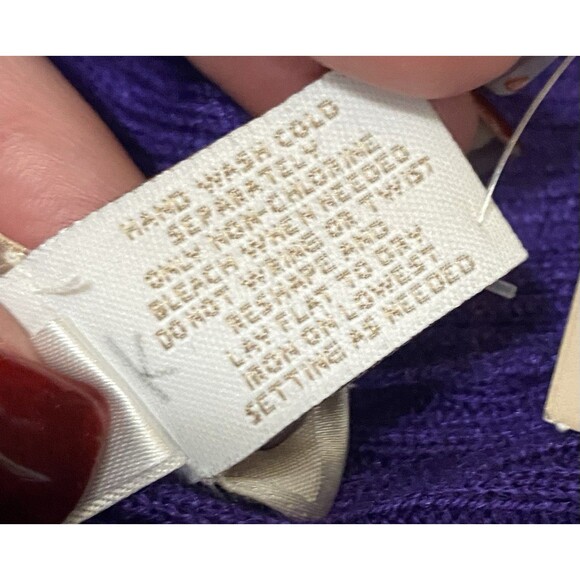 HAND WASH COLD
SEPARATELY
ONLY NON-CHLORINE
BLEACH WHEN NEEDED
DO NOT WRING OR TWIST
RESHAPE AND
LAY FLAT TO DRY
IRON ON LOWEST
SETTING AS NEEDED
K